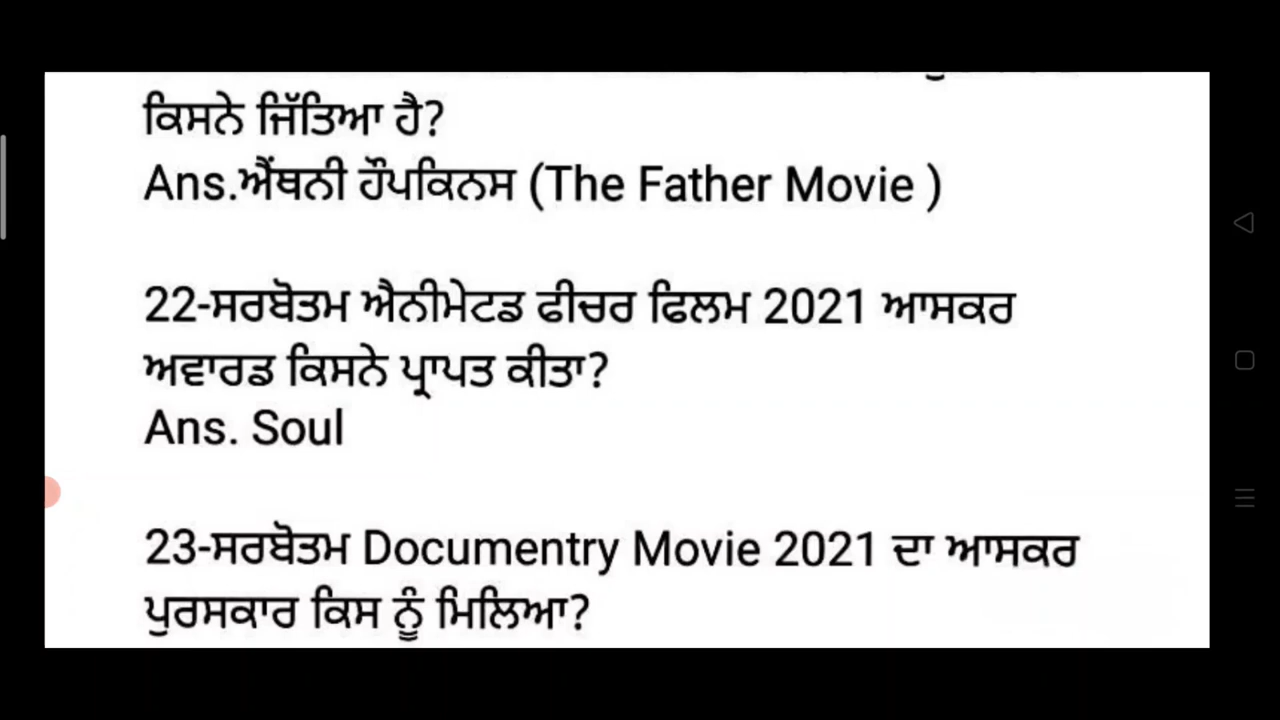 ਕਿਸਨੇ ਜਿੱਤਿਆ ਹੈ?
Ans.ਐਂਥਨੀ ਹੌਪਕਿਨਸ (The Father Movie )
22-ਸਰਬੋਤਮ ਐਨੀਮੇਟਡ ਫੀਚਰ ਫਿਲਮ 2021 ਆਸਕਰ
ਅਵਾਰਡ ਕਿਸਨੇ ਪ੍ਰਾਪਤ ਕੀਤਾ?
Ans. Soul
23-ਸਰਬੋਤਮ Documentry Movie 2021 ਦਾ ਆਸਕਰ
ਪੁਰਸਕਾਰ ਕਿਸ ਨੂੰ ਮਿਲਿਆ?